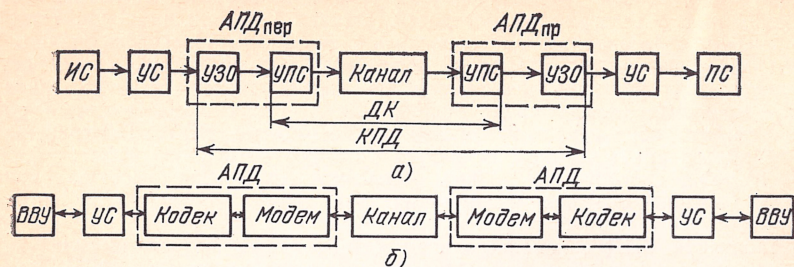 АПДпер АПДпр
ИС УС УЗО УПС Канал УПС УЗО УС ПС
ДК
КПД
а)
АПД АПД
ВВУ УС Кодек Модем Канал Модем Кодек УС ВВУ
б)